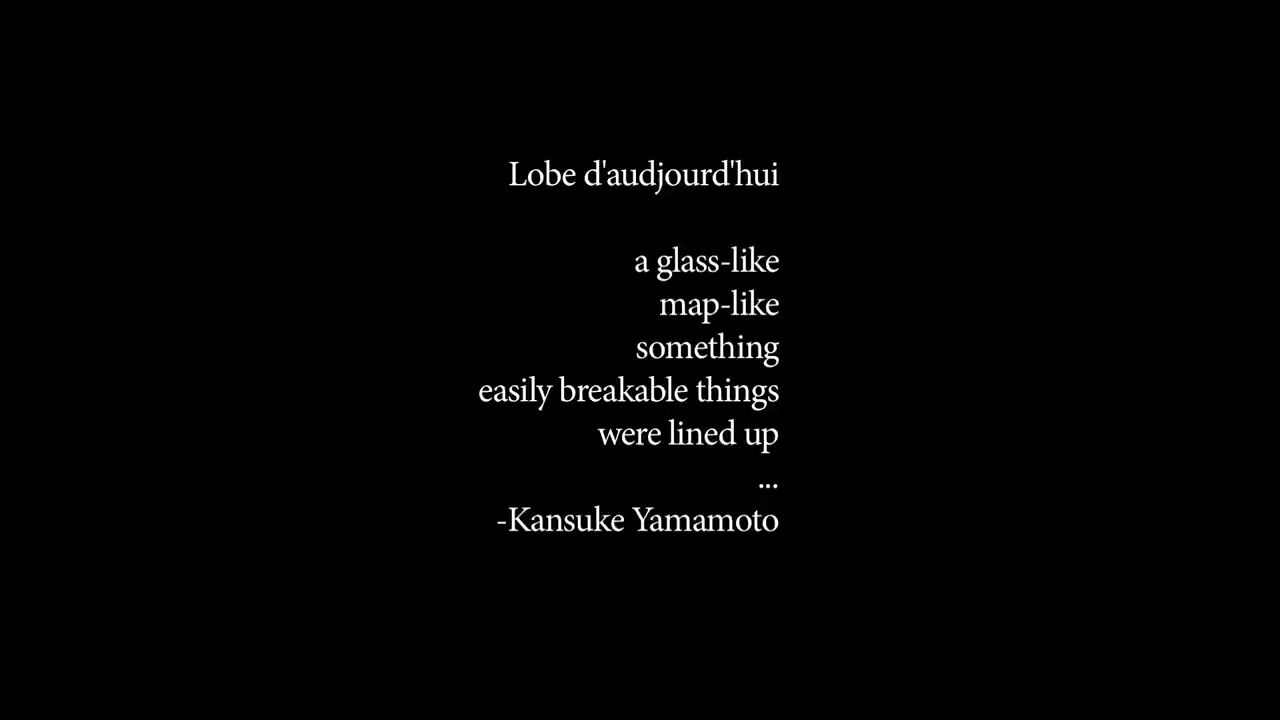 Lobe d'audjourd'hui
a glass-like
map-like
something
easily breakable things
were lined up
...
-Kansuke Yamamoto